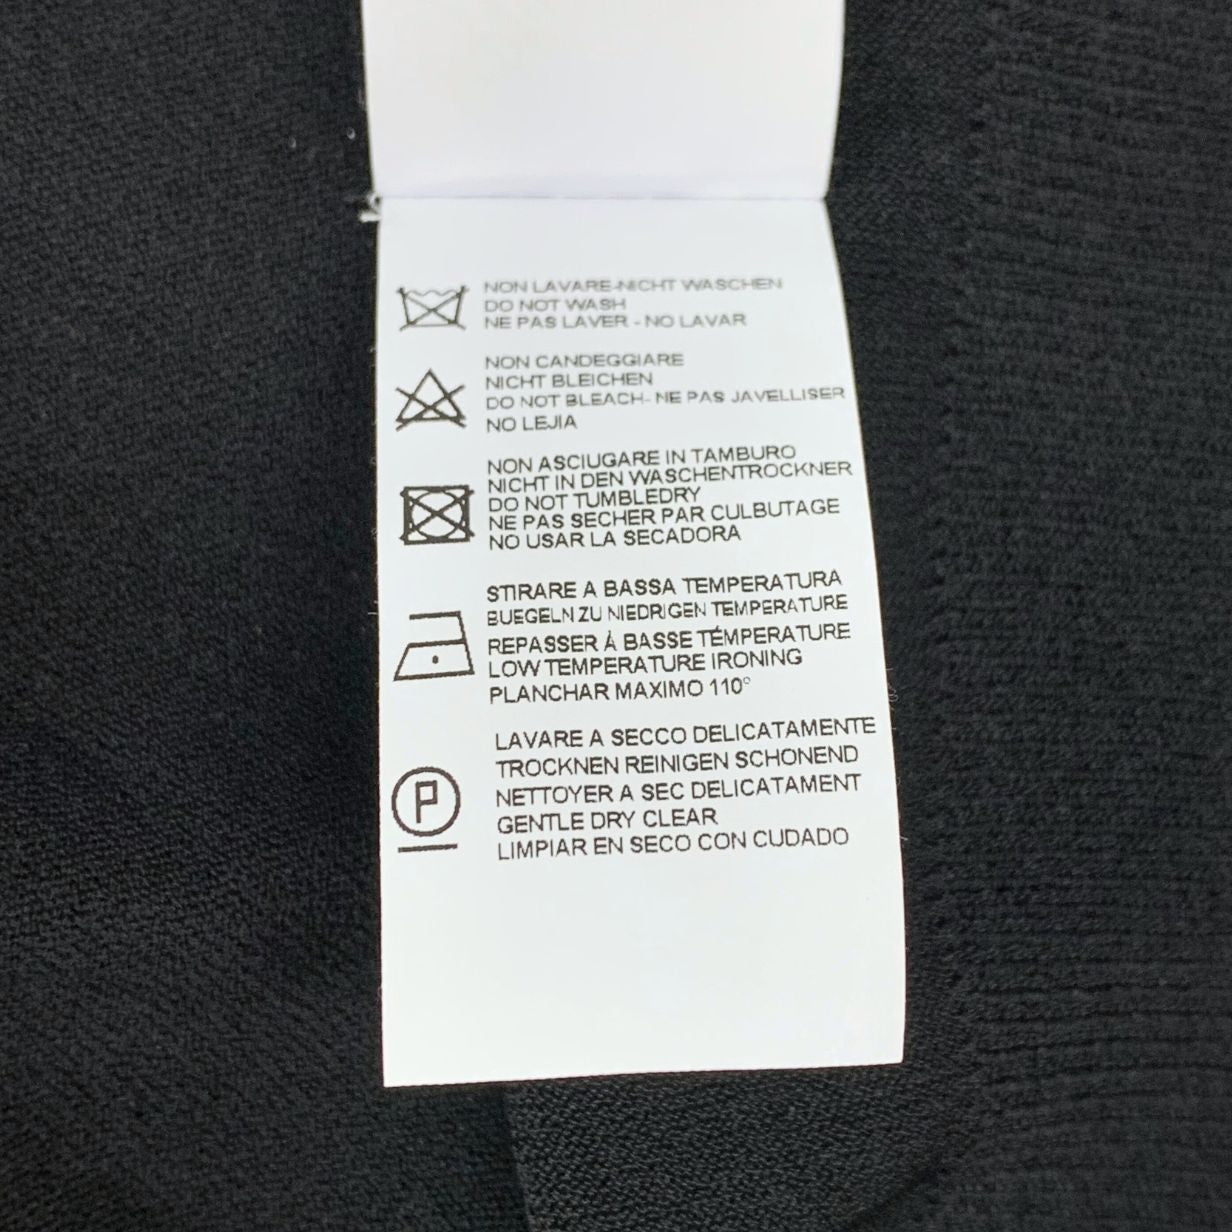 NON LAVARE-NICHT WASCHEN
DO NOT WASH
NE PAS LAVER - NO LAVAR
NON CANDEGGIARE
NICHT BLEICHEN
DO NOT BLEACH- NE PAS JAVELLISER
NO LEJIA
NON ASCIUGARE IN TAMBURO
NICHT IN DEN WASCHENTROCKNER
DO NOT TUMBLEDRY
NE PAS SECHER PAR CULBUTAGE
NO USAR LA SECADORA
STIRARE A BASSA TEMPERATURA
BUEGELN ZU NIEDRIGEN TEMPERATURE
REPASSER À BASSE TÉMPERATURE
LOW TEMPERATURE IRONING
PLANCHAR MAXIMO 110°
P
LAVARE A SECCO DELICATAMENTE
TROCKNEN REINIGEN SCHONEND
NETTOYER A SEC DELICATAMENT
GENTLE DRY CLEAR
LIMPIAR EN SECO CON CUDADO